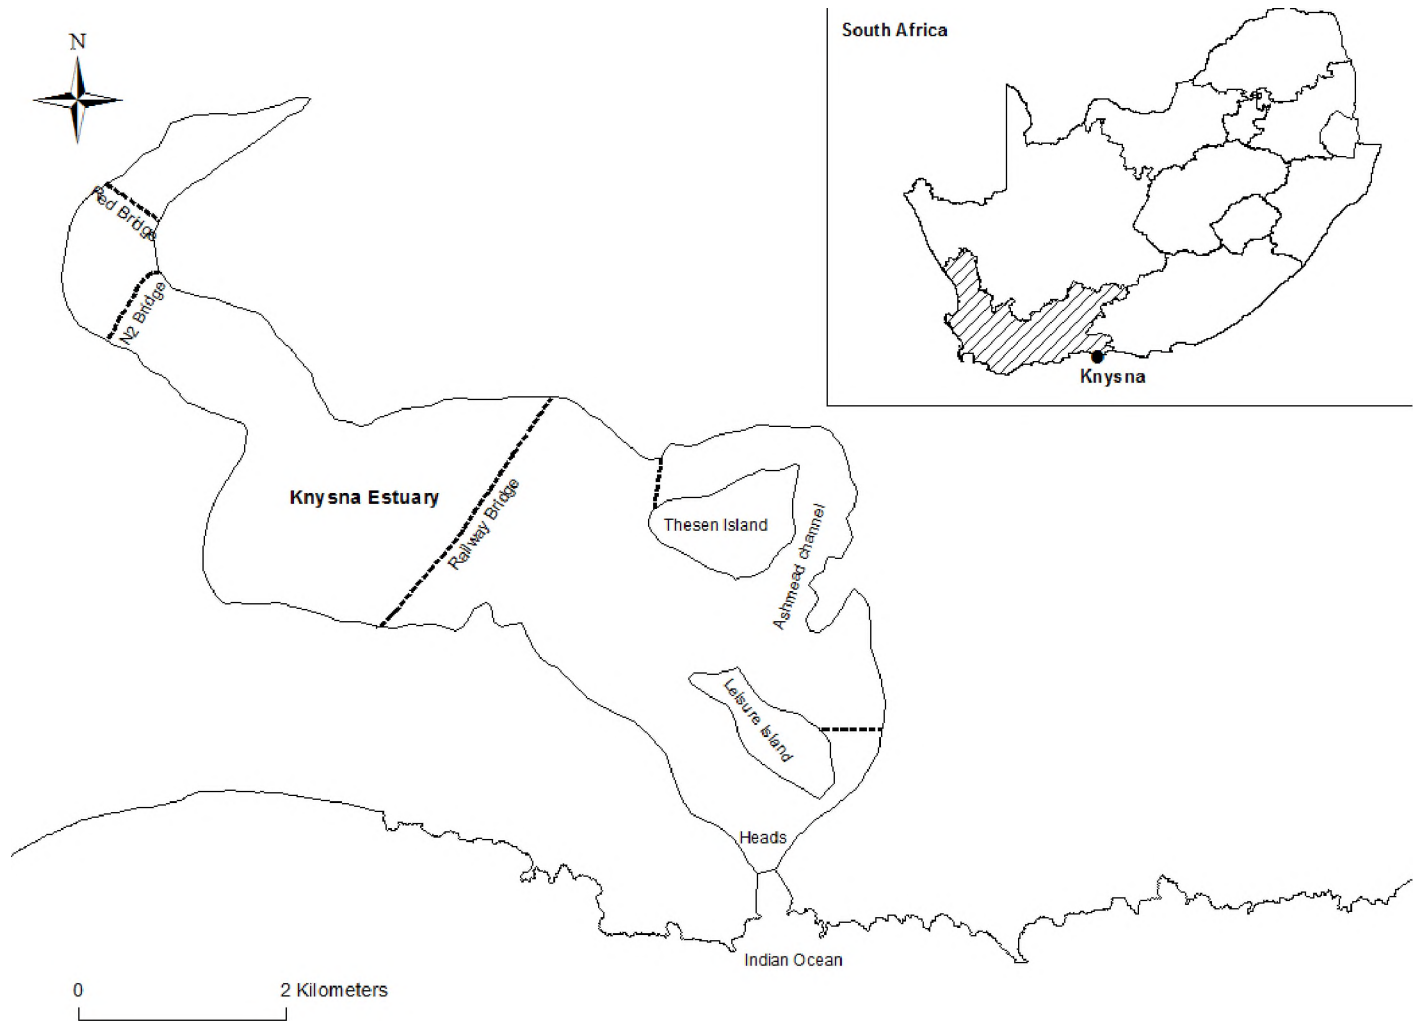 N
South Africa
Knysna
Red Bridge
N2 Bridge
Knysna Estuary
Railway Bridge
Thesen Island
Ashmead channel
Leisure Island
Heads
Indian Ocean
0 2 Kilometers